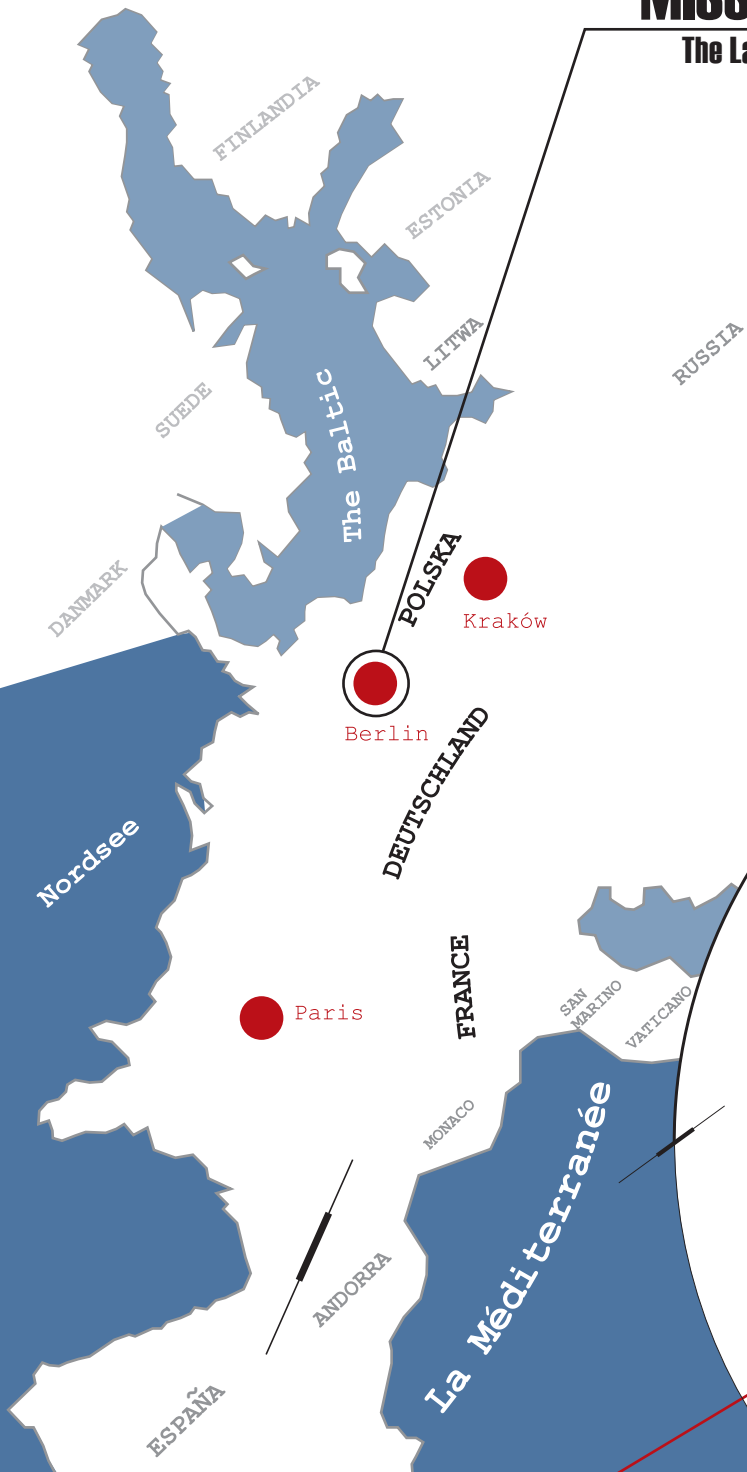 The La
FINLANDIA
ESTONIA
LITWA
RUSSIA
SUEDE
The Baltic
DANMARK
POLSKA
Kraków
Berlin
DEUTSCHLAND
Nordsee
FRANCE
Paris
SAN
MARINO
VATICANO
MONACO
La Méditerranée
ANDORRA
ESPAÑA